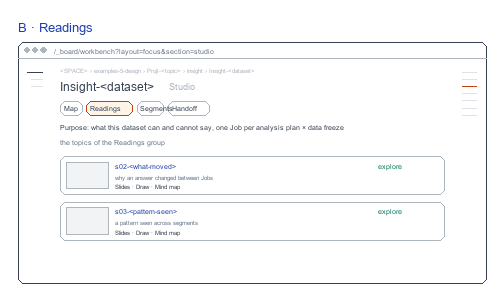 B · Readings
/_board/workbench?layout=focus&section=studio
<SPACE> › examples-5-design › Proji-<topic> › insight › Insight-<dataset>
Insight-<dataset> Studio
Map Readings Segments Handoff
Purpose: what this dataset can and cannot say, one Job per analysis plan × data freeze
the topics of the Readings group
s02-<what-moved> explore
why an answer changed between Jobs
Slides · Draw · Mind map
s03-<pattern-seen> explore
a pattern seen across segments
Slides · Draw · Mind map